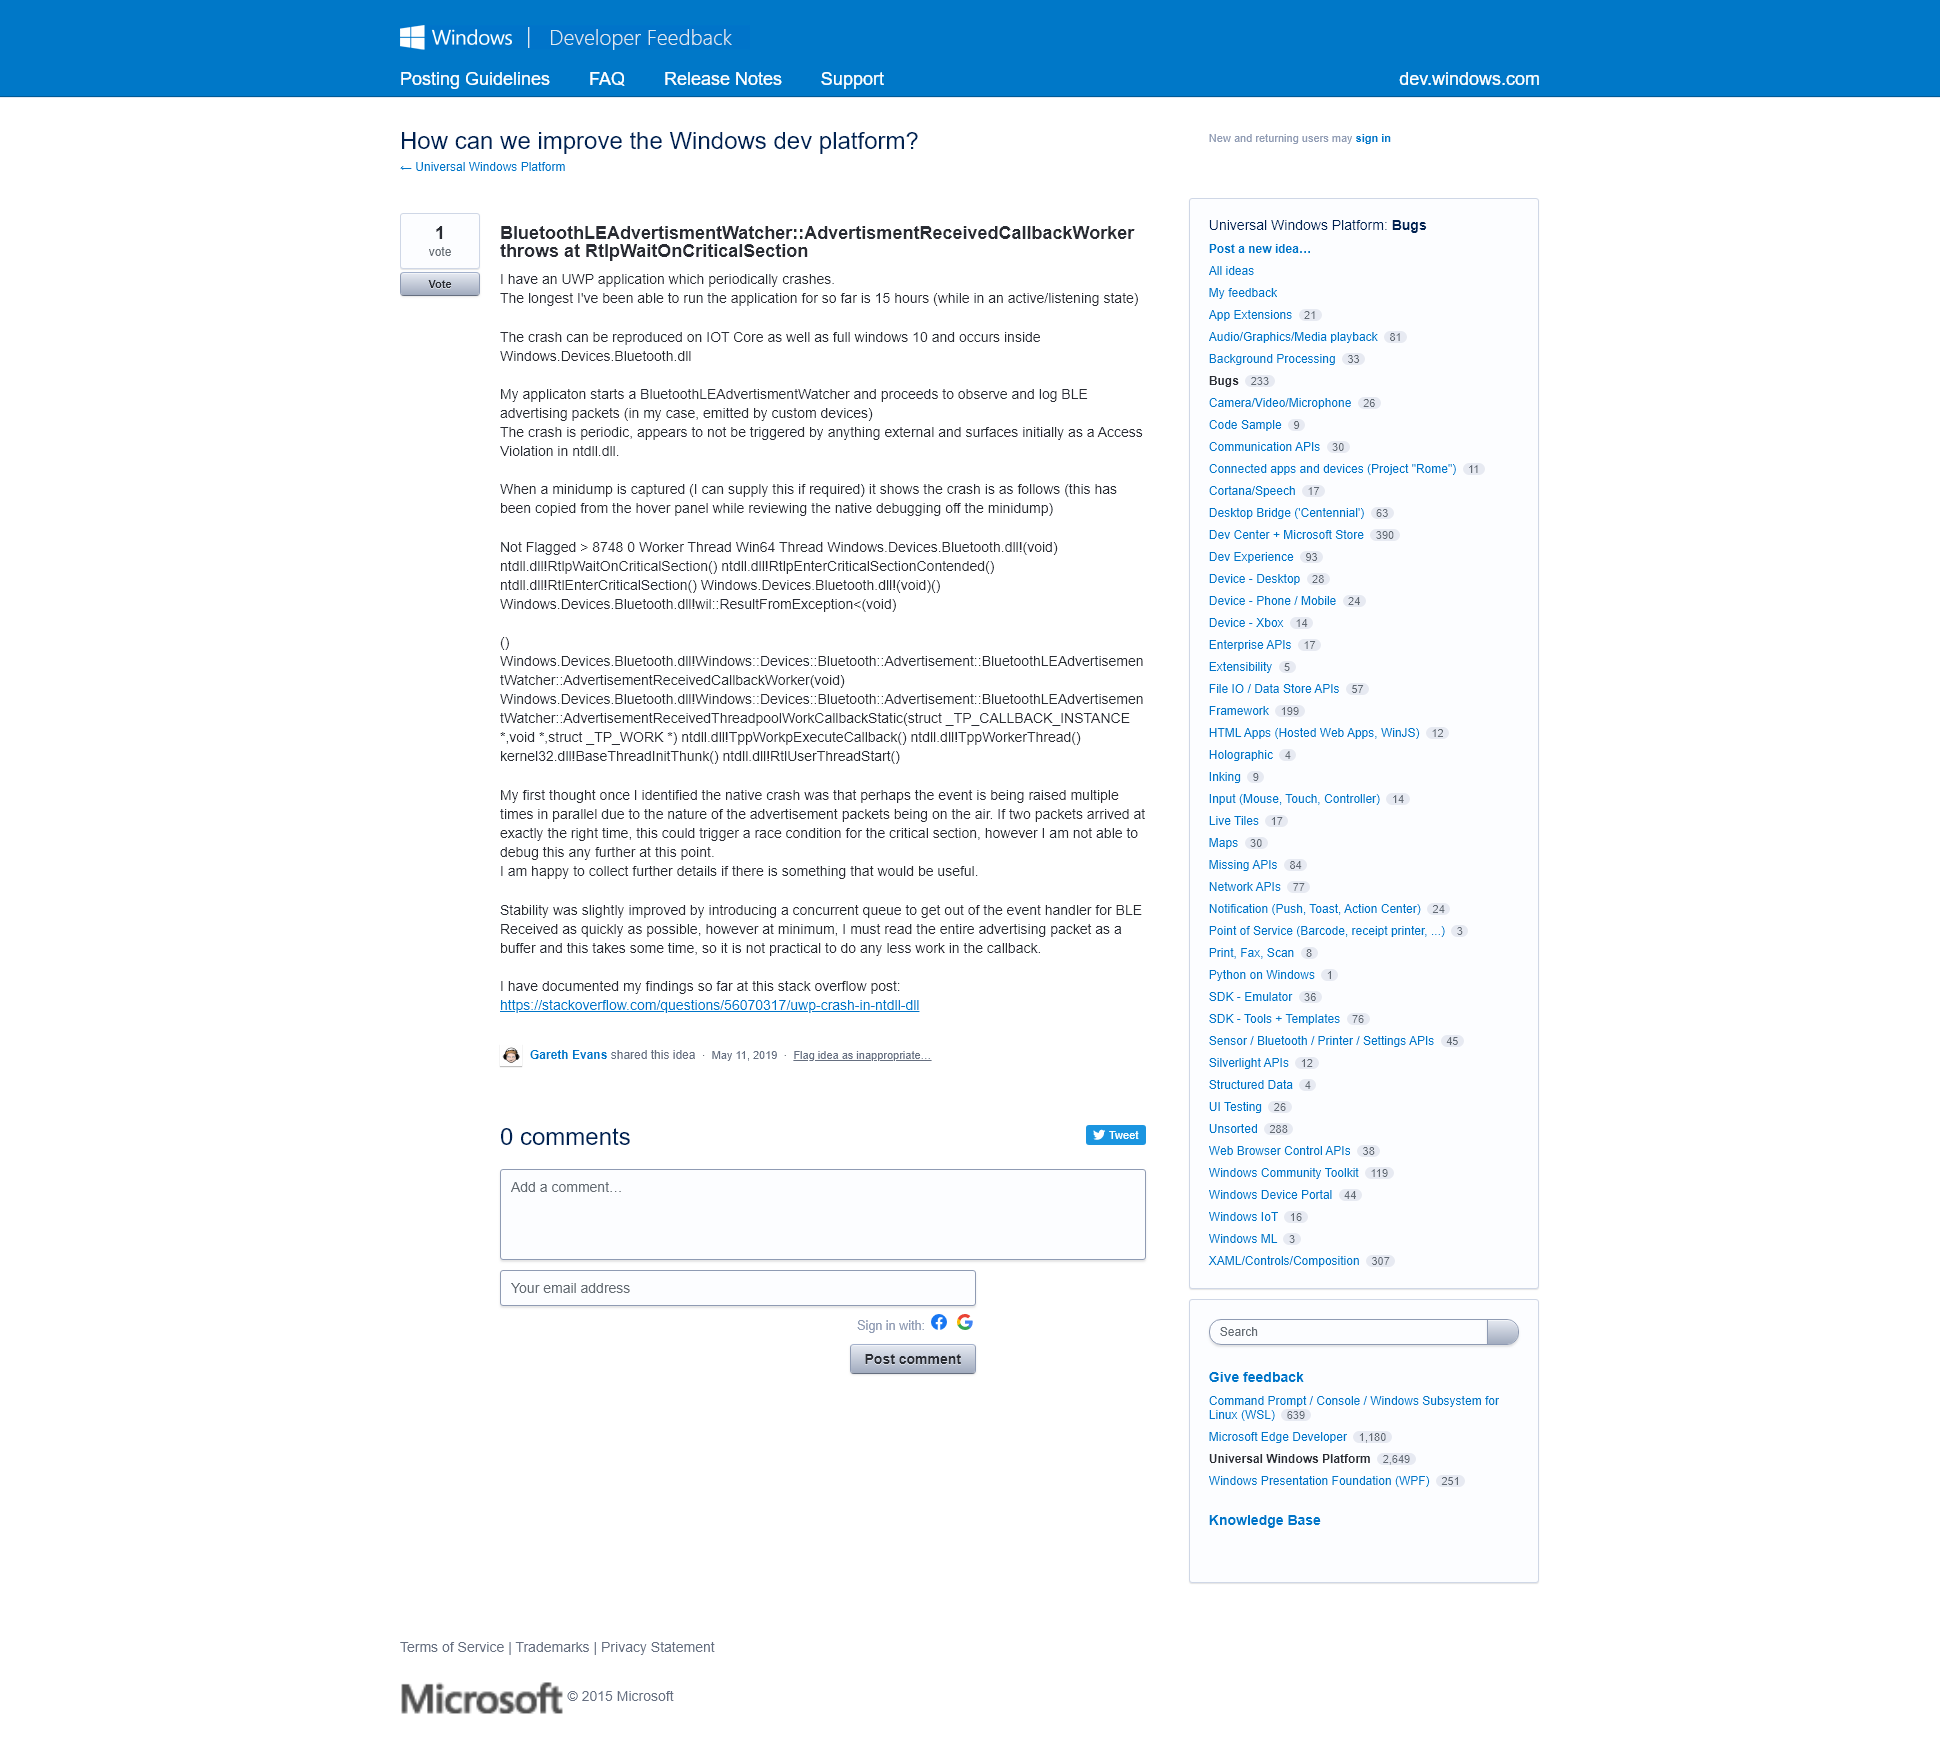 Windows | Developer Feedback
Posting Guidelines FAQ Release Notes Support dev.windows.com
How can we improve the Windows dev platform?
← Universal Windows Platform
New and returning users may sign in
1
vote
Vote
BluetoothLEAdvertismentWatcher::AdvertismentReceivedCallbackWorker
throws at RtlpWaitOnCriticalSection
I have an UWP application which periodically crashes.
The longest I've been able to run the application for so far is 15 hours (while in an active/listening state)
The crash can be reproduced on IOT Core as well as full windows 10 and occurs inside
Windows.Devices.Bluetooth.dll
My applicaton starts a BluetoothLEAdvertismentWatcher and proceeds to observe and log BLE
advertising packets (in my case, emitted by custom devices)
The crash is periodic, appears to not be triggered by anything external and surfaces initially as a Access
Violation in ntdll.dll.
When a minidump is captured (I can supply this if required) it shows the crash is as follows (this has
been copied from the hover panel while reviewing the native debugging off the minidump)
Not Flagged > 8748 0 Worker Thread Win64 Thread Windows.Devices.Bluetooth.dll!(void)
ntdll.dll!RtlpWaitOnCriticalSection() ntdll.dll!RtlpEnterCriticalSectionContended()
ntdll.dll!RtlEnterCriticalSection() Windows.Devices.Bluetooth.dll!(void)()
Windows.Devices.Bluetooth.dll!wil::ResultFromException<(void)
()
Windows.Devices.Bluetooth.dll!Windows::Devices::Bluetooth::Advertisement::BluetoothLEAdvertisemen
tWatcher::AdvertisementReceivedCallbackWorker(void)
Windows.Devices.Bluetooth.dll!Windows::Devices::Bluetooth::Advertisement::BluetoothLEAdvertisemen
tWatcher::AdvertisementReceivedThreadpoolWorkCallbackStatic(struct _TP_CALLBACK_INSTANCE
*,void *,struct _TP_WORK *) ntdll.dll!TppWorkpExecuteCallback() ntdll.dll!TppWorkerThread()
kernel32.dll!BaseThreadInitThunk() ntdll.dll!RtlUserThreadStart()
My first thought once I identified the native crash was that perhaps the event is being raised multiple
times in parallel due to the nature of the advertisement packets being on the air. If two packets arrived at
exactly the right time, this could trigger a race condition for the critical section, however I am not able to
debug this any further at this point.
I am happy to collect further details if there is something that would be useful.
Stability was slightly improved by introducing a concurrent queue to get out of the event handler for BLE
Received as quickly as possible, however at minimum, I must read the entire advertising packet as a
buffer and this takes some time, so it is not practical to do any less work in the callback.
I have documented my findings so far at this stack overflow post:
https://stackoverflow.com/questions/56070317/uwp-crash-in-ntdll-dll
Gareth Evans shared this idea · May 11, 2019 · Flag idea as inappropriate…
0 comments
Tweet
Add a comment…
Your email address
Sign in with:
Post comment
Universal Windows Platform: Bugs
Post a new idea…
All ideas
My feedback
App Extensions 21
Audio/Graphics/Media playback 81
Background Processing 33
Bugs 233
Camera/Video/Microphone 26
Code Sample 9
Communication APIs 30
Connected apps and devices (Project "Rome") 11
Cortana/Speech 17
Desktop Bridge ('Centennial') 63
Dev Center + Microsoft Store 390
Dev Experience 93
Device - Desktop 28
Device - Phone / Mobile 24
Device - Xbox 14
Enterprise APIs 17
Extensibility 5
File IO / Data Store APIs 57
Framework 199
HTML Apps (Hosted Web Apps, WinJS) 12
Holographic 4
Inking 9
Input (Mouse, Touch, Controller) 14
Live Tiles 17
Maps 30
Missing APIs 84
Network APIs 77
Notification (Push, Toast, Action Center) 24
Point of Service (Barcode, receipt printer, ...) 3
Print, Fax, Scan 8
Python on Windows 1
SDK - Emulator 36
SDK - Tools + Templates 76
Sensor / Bluetooth / Printer / Settings APIs 45
Silverlight APIs 12
Structured Data 4
UI Testing 26
Unsorted 288
Web Browser Control APIs 38
Windows Community Toolkit 119
Windows Device Portal 44
Windows IoT 16
Windows ML 3
XAML/Controls/Composition 307
Search
Give feedback
Command Prompt / Console / Windows Subsystem for
Linux (WSL) 639
Microsoft Edge Developer 1,180
Universal Windows Platform 2,649
Windows Presentation Foundation (WPF) 251
Knowledge Base
Terms of Service | Trademarks | Privacy Statement
Microsoft © 2015 Microsoft